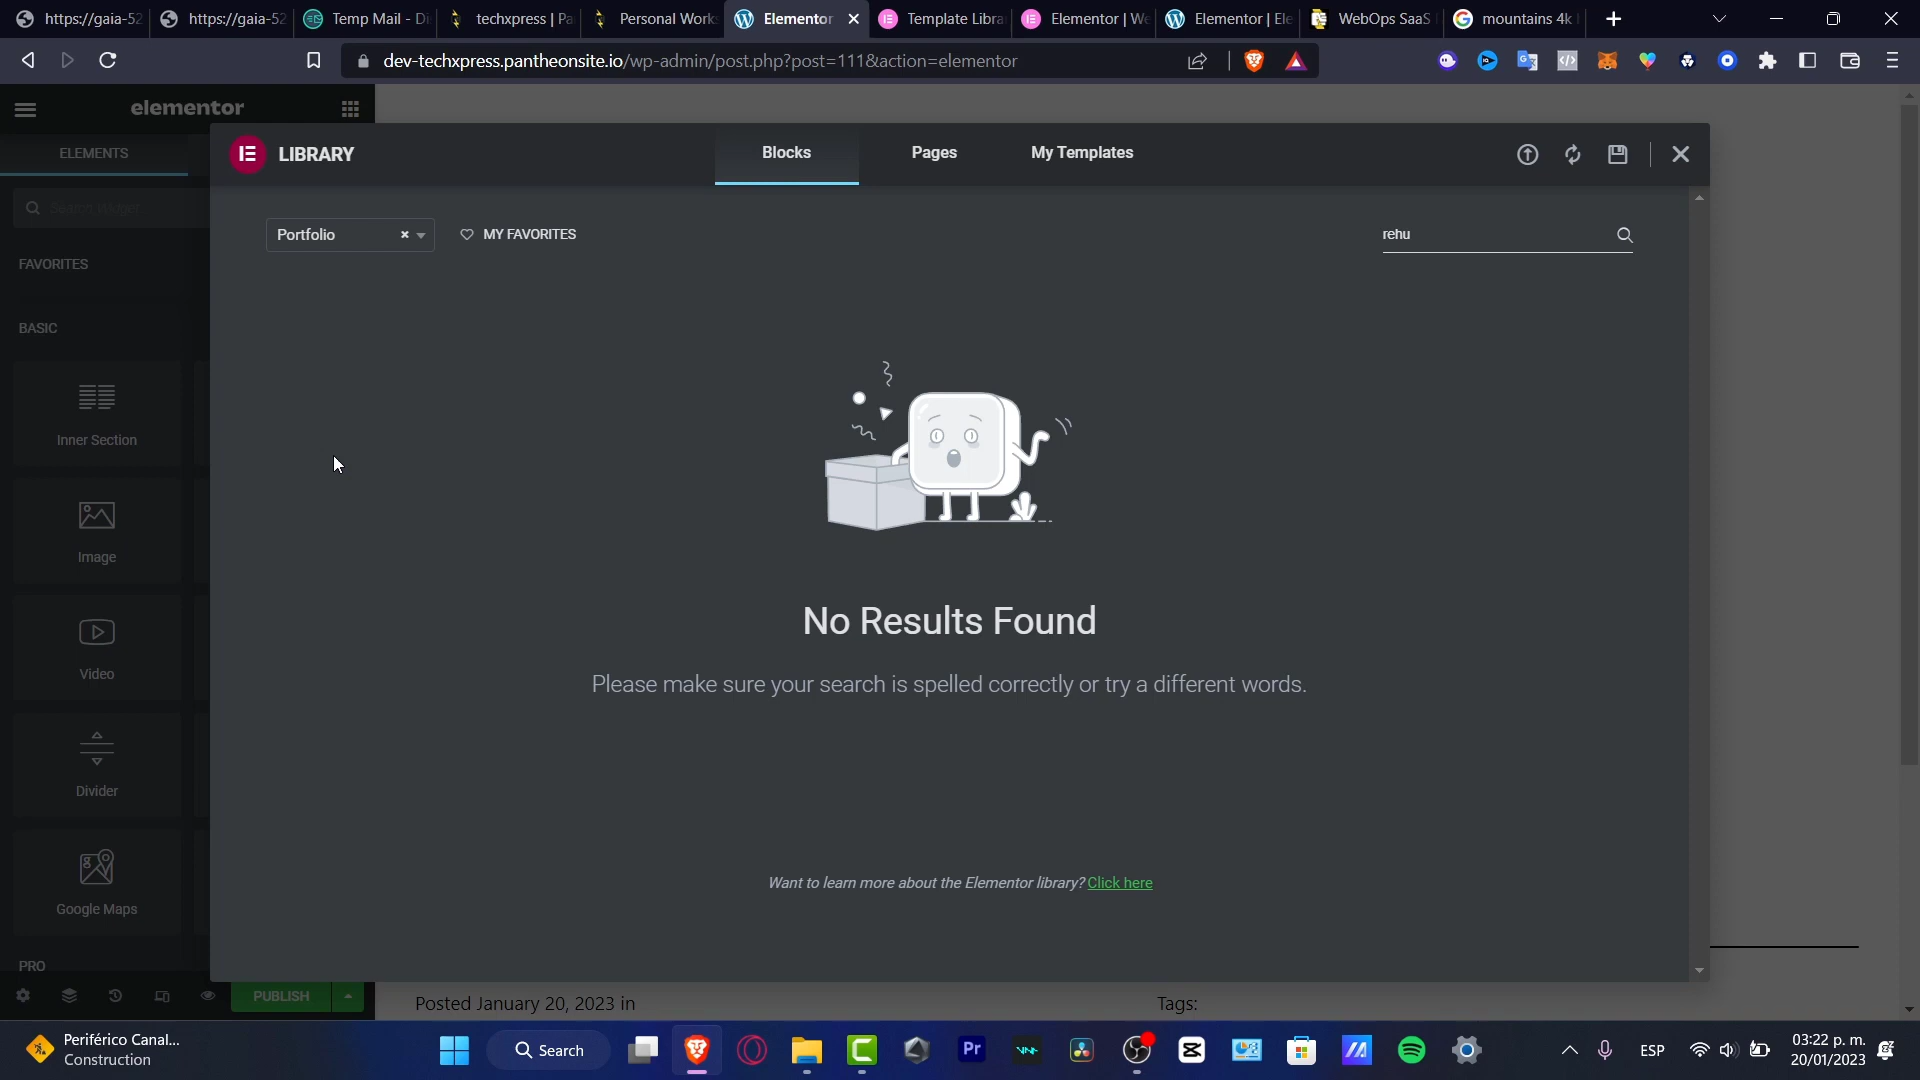 https://gaia-52
https://gaia-52
Temp Mail - Di
techxpress | Pa
Personal Works
Elementor
Template Libra
Elementor | We
Elementor | Ele
WebOps SaaS
mountains 4k
dev-techxpress.pantheonsite.io/wp-admin/post.php?post=111&action=elementor
elementor
ELEMENTS
Search Widget
FAVORITES
BASIC
Inner Section
Image
Video
Divider
Google Maps
PRO
PUBLISH
LIBRARY
Blocks
Pages
My Templates
Portfolio
MY FAVORITES
rehu
No Results Found
Please make sure your search is spelled correctly or try a different words.
Want to learn more about the Elementor library? Click here
Posted January 20, 2023 in
Tags:
Periférico Canal...
Construction
Search
Pr
ESP
03:22 p. m.
20/01/2023